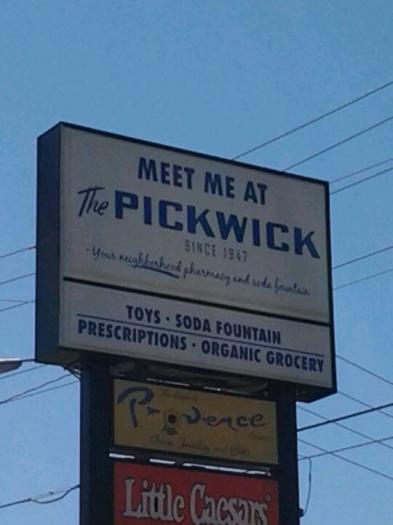 MEET ME AT
The PICKWICK
SINCE 1947
Your neighborhood pharmacy and soda fountain
TOYS · SODA FOUNTAIN
PRESCRIPTIONS · ORGANIC GROCERY
Provence
Little Caesars